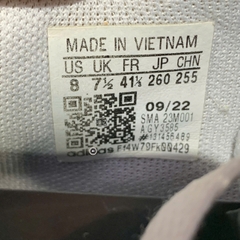 MADE IN VIETNAM
US UK FR JP CHN
8 7½ 41⅓ 260 255
09/22
SMA 23M001
adidas